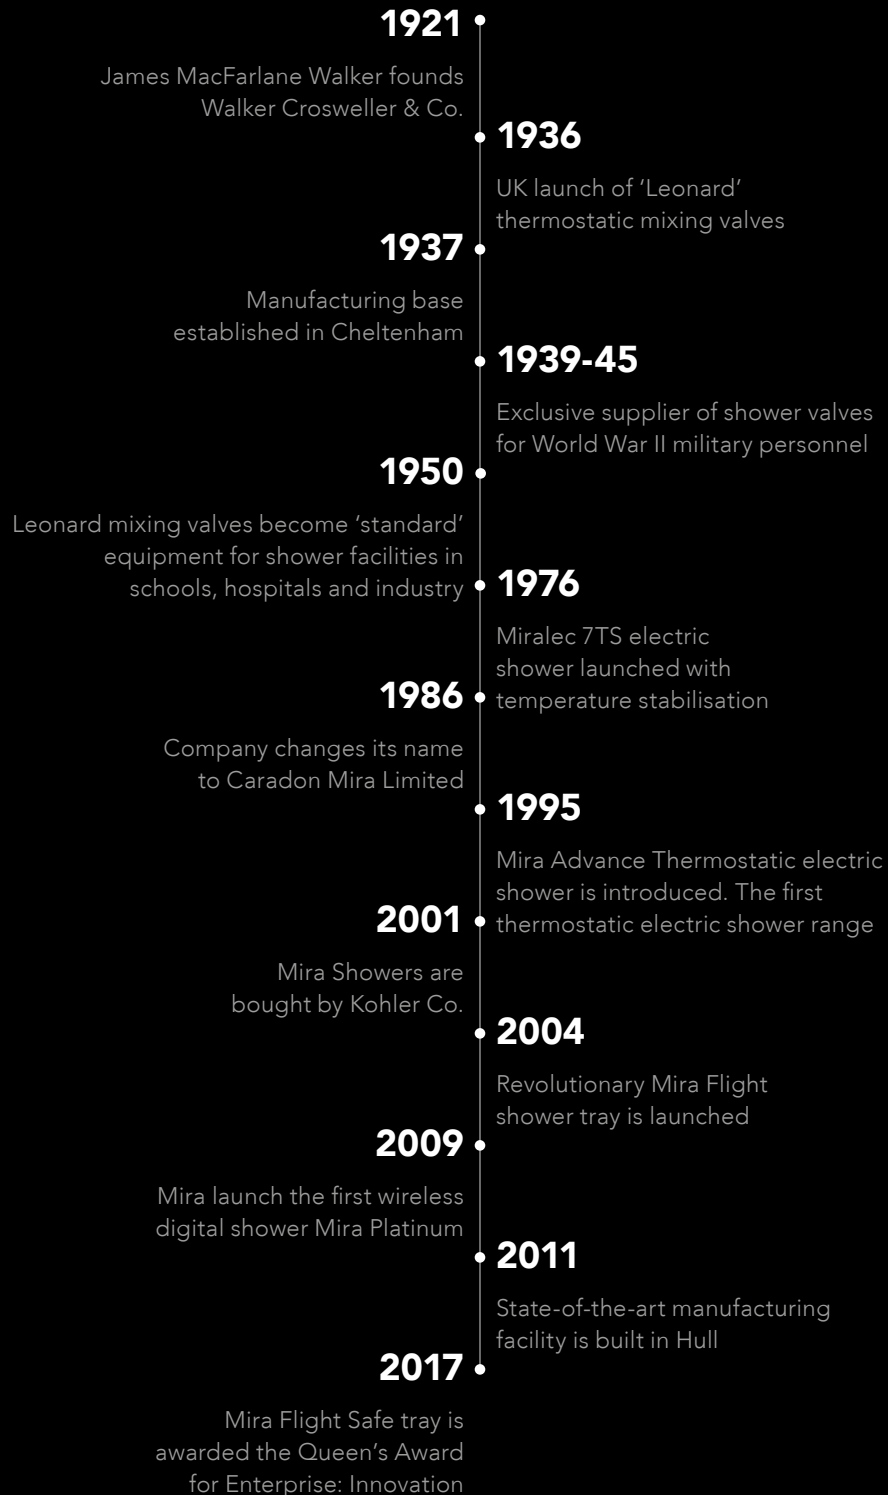 1921
James MacFarlane Walker founds
Walker Crosweller & Co.
1936
UK launch of ‘Leonard’
thermostatic mixing valves
1937
Manufacturing base
established in Cheltenham
1939-45
Exclusive supplier of shower valves
for World War II military personnel
1950
Leonard mixing valves become ‘standard’
equipment for shower facilities in
schools, hospitals and industry
1976
Miralec 7TS electric
shower launched with
temperature stabilisation
1986
Company changes its name
to Caradon Mira Limited
1995
Mira Advance Thermostatic electric
shower is introduced. The first
thermostatic electric shower range
2001
Mira Showers are
bought by Kohler Co.
2004
Revolutionary Mira Flight
shower tray is launched
2009
Mira launch the first wireless
digital shower Mira Platinum
2011
State-of-the-art manufacturing
facility is built in Hull
2017
Mira Flight Safe tray is
awarded the Queen’s Award
for Enterprise: Innovation